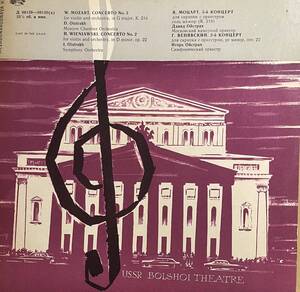 W. MOZART. CONCERTO No. 3
for violin and orchestra, in G major, K. 216
D. Oistrakh
Moscow Chamber Orchestra
H. WIENIAWSKI. CONCERTO No. 2
for violin and orchestra, in D minor, op. 22
I. Oistrakh
Symphony Orchestra
В. МОЦАРТ. 3-й КОНЦЕРТ
для скрипки с оркестром
соль мажор (К. 216)
Давид Ойстрах
Московский камерный оркестр
Г. ВЕНЯВСКИЙ. 2-й КОНЦЕРТ
для скрипки с оркестром, ре минор, соч. 22
Игорь Ойстрах
Симфонический оркестр
USSR BOLSHOI THEATRE